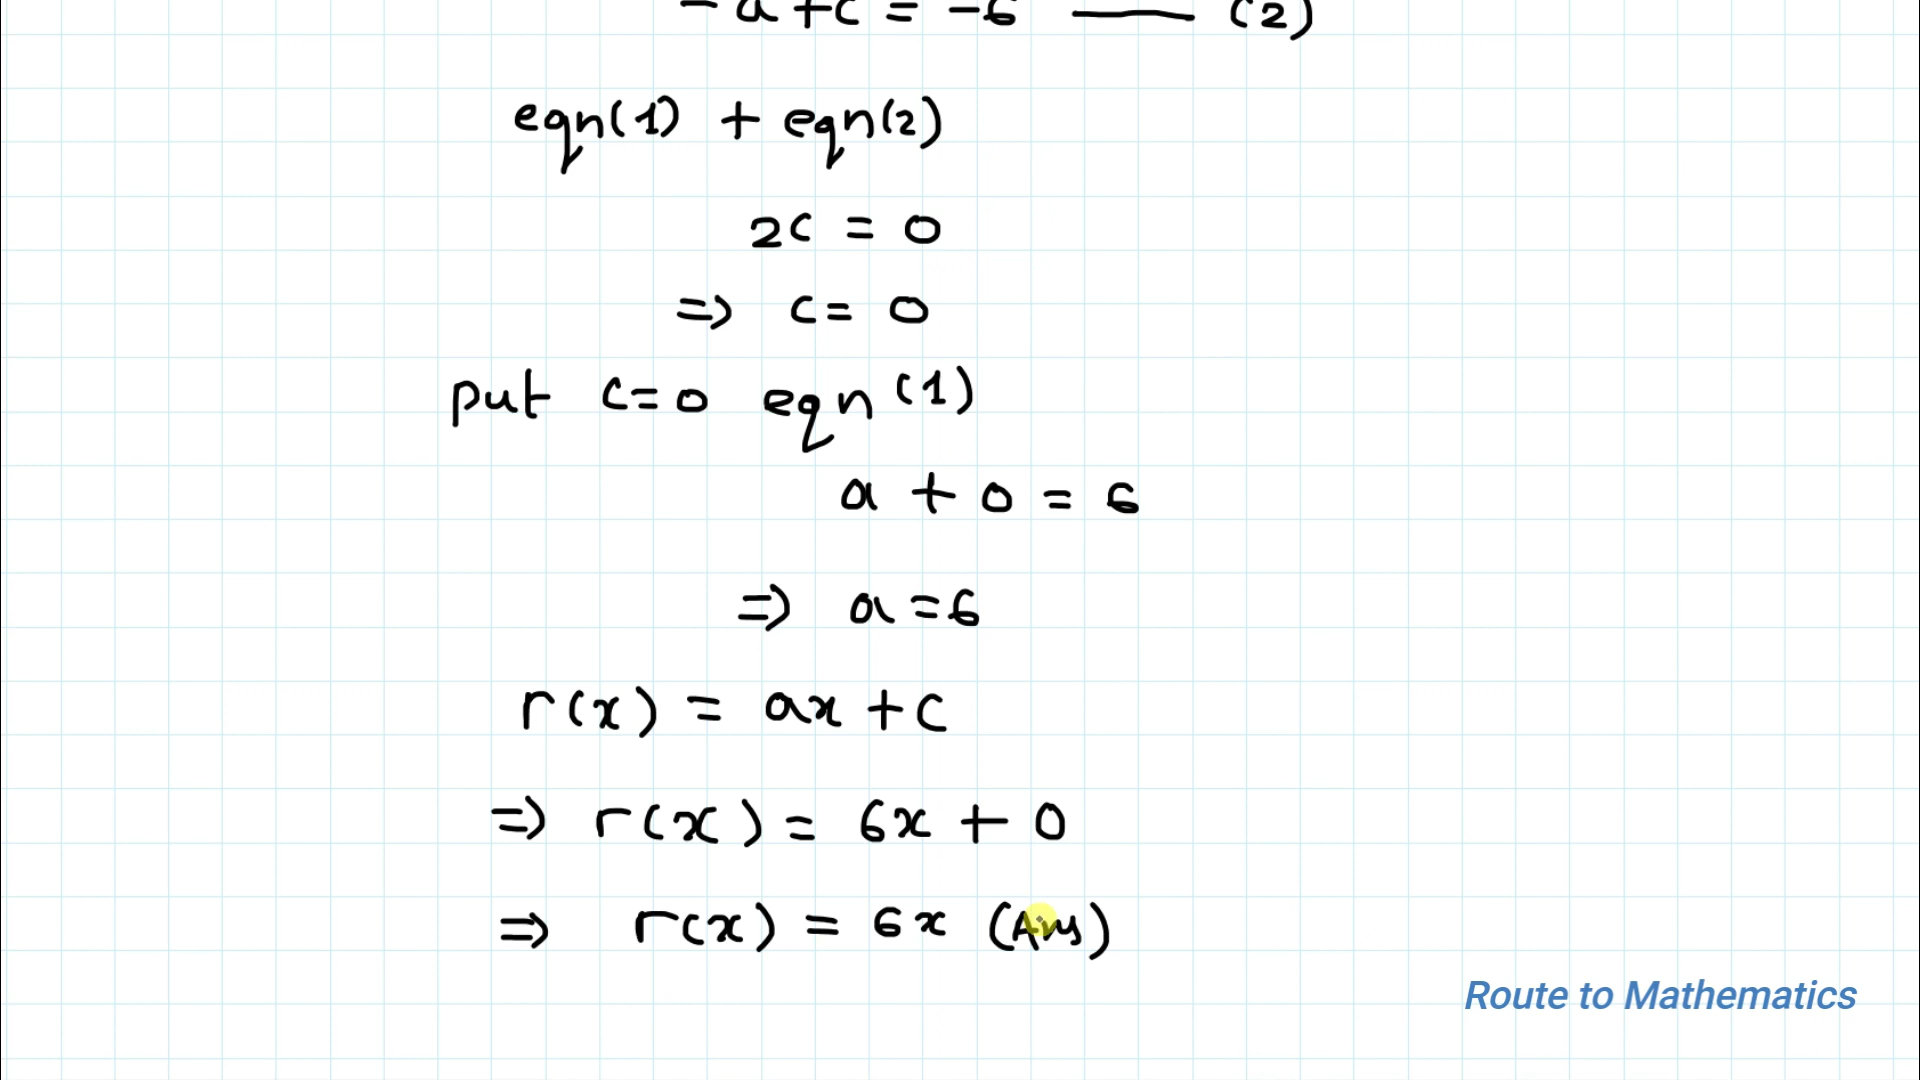 - a + c = -6 —— (2)
eqn(1) + eqn(2)
2c = 0
=> c = 0
put c=0 eqn (1)
a + 0 = 6
=> a = 6
r(x) = ax + c
=> r(x) = 6x + 0
=> r(x) = 6x (Ans)
Route to Mathematics